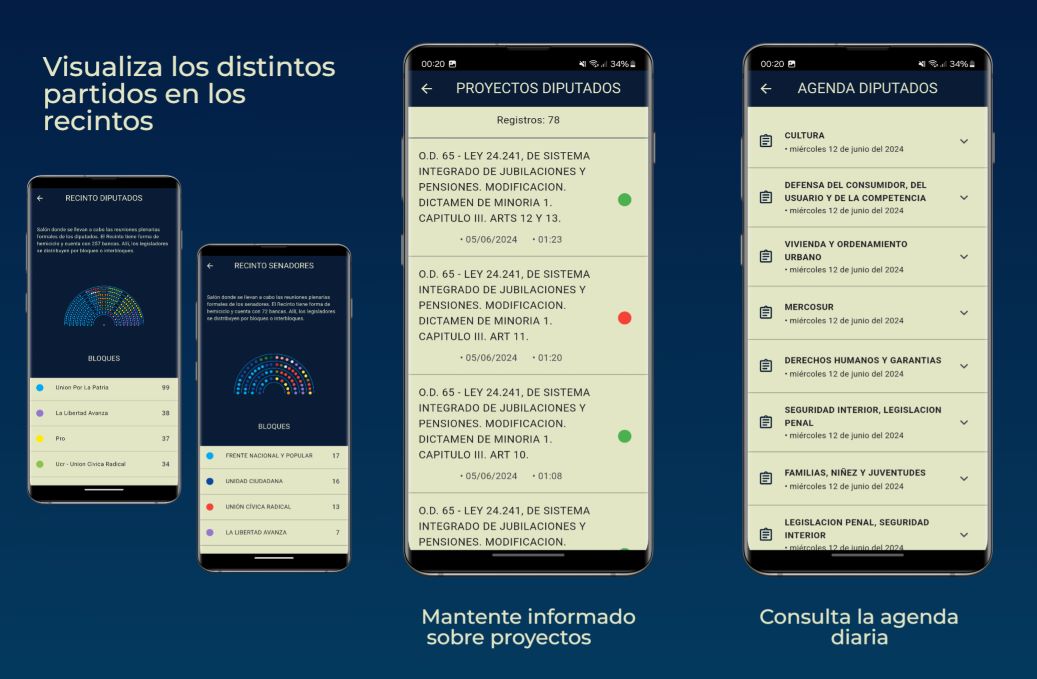 Visualiza los distintos
partidos en los
recintos
RECINTO DIPUTADOS
Salón donde se llevan a cabo las reuniones plenarias
formales de los diputados. El Recinto tiene forma de
hemiciclo y cuenta con 257 bancas. Allí, los legisladores
se distribuyen por bloques o interbloques.
BLOQUES
Union Por La Patria 99
La Libertad Avanza 38
Pro 37
Ucr - Union Civica Radical 34
RECINTO SENADORES
Salón donde se llevan a cabo las reuniones plenarias
formales de los senadores. El Recinto tiene forma de
hemiciclo y cuenta con 72 bancas. Allí, los legisladores
se distribuyen por bloques o interbloques.
BLOQUES
FRENTE NACIONAL Y POPULAR 17
UNIDAD CIUDADANA 16
UNIÓN CÍVICA RADICAL 13
LA LIBERTAD AVANZA 7
00:20 34%
PROYECTOS DIPUTADOS
Registros: 78
O.D. 65 - LEY 24.241, DE SISTEMA
INTEGRADO DE JUBILACIONES Y
PENSIONES. MODIFICACION.
DICTAMEN DE MINORIA 1.
CAPITULO III. ARTS 12 Y 13.
• 05/06/2024 • 01:23
O.D. 65 - LEY 24.241, DE SISTEMA
INTEGRADO DE JUBILACIONES Y
PENSIONES. MODIFICACION.
DICTAMEN DE MINORIA 1.
CAPITULO III. ART 11.
• 05/06/2024 • 01:20
O.D. 65 - LEY 24.241, DE SISTEMA
INTEGRADO DE JUBILACIONES Y
PENSIONES. MODIFICACION.
DICTAMEN DE MINORIA 1.
CAPITULO III. ART 10.
• 05/06/2024 • 01:08
O.D. 65 - LEY 24.241, DE SISTEMA
INTEGRADO DE JUBILACIONES Y
PENSIONES. MODIFICACION.
Mantente informado
sobre proyectos
00:20 34%
AGENDA DIPUTADOS
CULTURA
• miércoles 12 de junio del 2024
DEFENSA DEL CONSUMIDOR, DEL
USUARIO Y DE LA COMPETENCIA
• miércoles 12 de junio del 2024
VIVIENDA Y ORDENAMIENTO
URBANO
• miércoles 12 de junio del 2024
MERCOSUR
• miércoles 12 de junio del 2024
DERECHOS HUMANOS Y GARANTIAS
• miércoles 12 de junio del 2024
SEGURIDAD INTERIOR, LEGISLACION
PENAL
• miércoles 12 de junio del 2024
FAMILIAS, NIÑEZ Y JUVENTUDES
• miércoles 12 de junio del 2024
LEGISLACION PENAL, SEGURIDAD
INTERIOR
• miércoles 12 de junio del 2024
Consulta la agenda
diaria